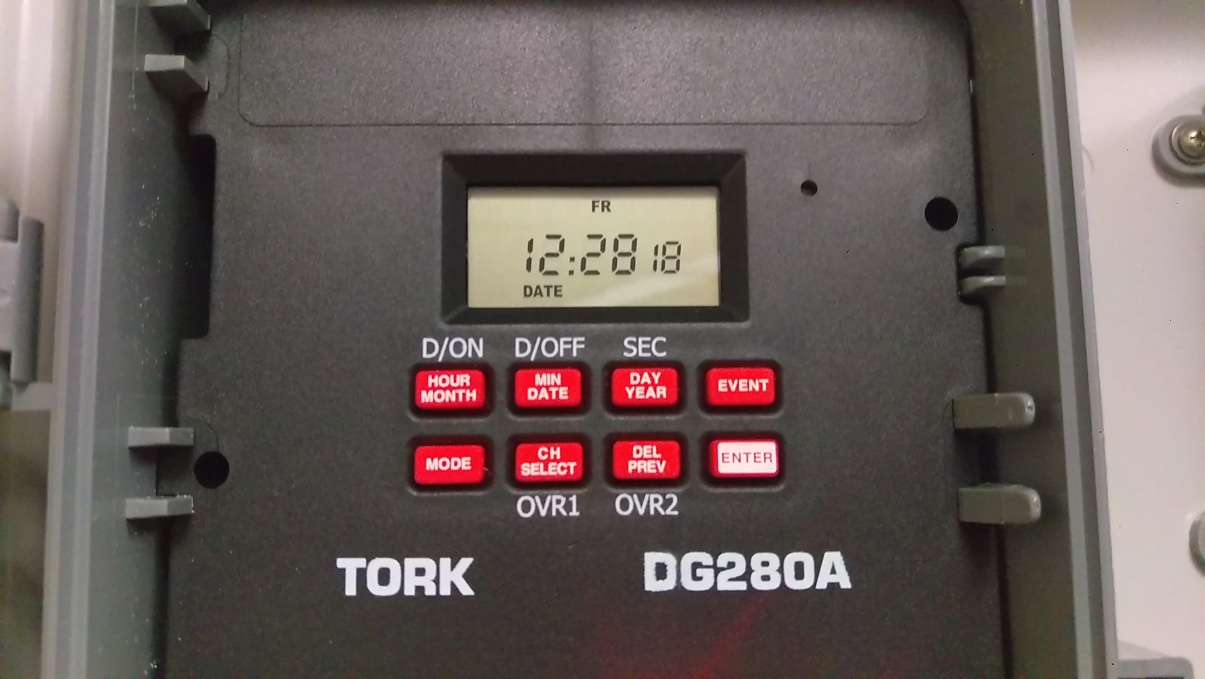 FR
12:28 18
DATE
D/ON D/OFF SEC
HOUR MONTH MIN DATE DAY YEAR EVENT
MODE CH SELECT DEL PREV ENTER
OVR1 OVR2
TORK DG280A